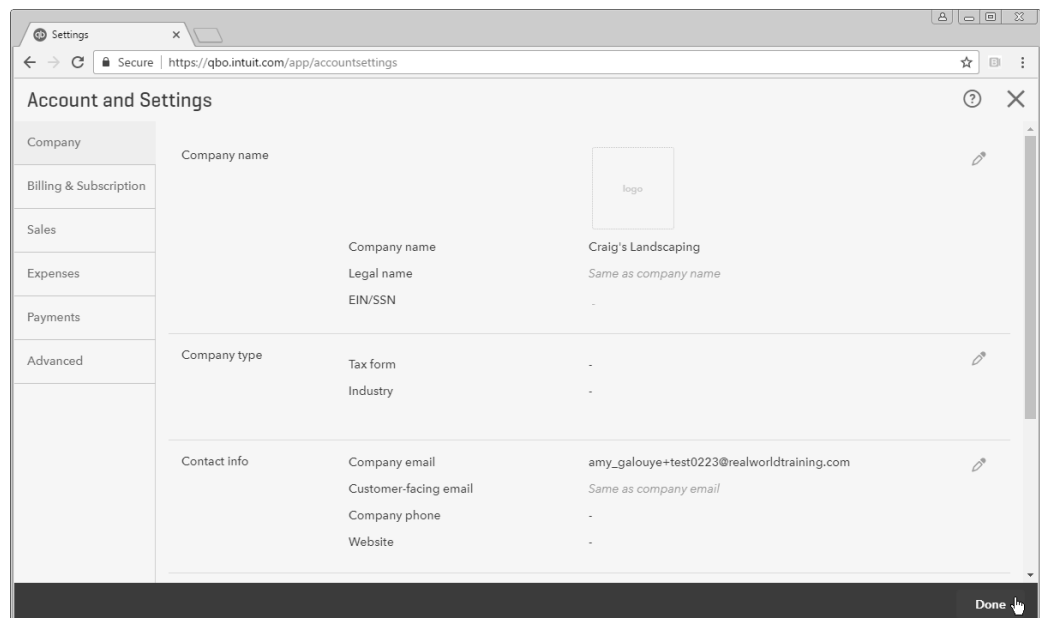 Settings
Secure https://qbo.intuit.com/app/accountsettings
Account and Settings
Company
Billing & Subscription
Sales
Expenses
Payments
Advanced
Company name
logo
Company name Craig's Landscaping
Legal name Same as company name
EIN/SSN -
Company type
Tax form -
Industry -
Contact info
Company email amy_galouye+test0223@realworldtraining.com
Customer-facing email Same as company email
Company phone -
Website -
Done